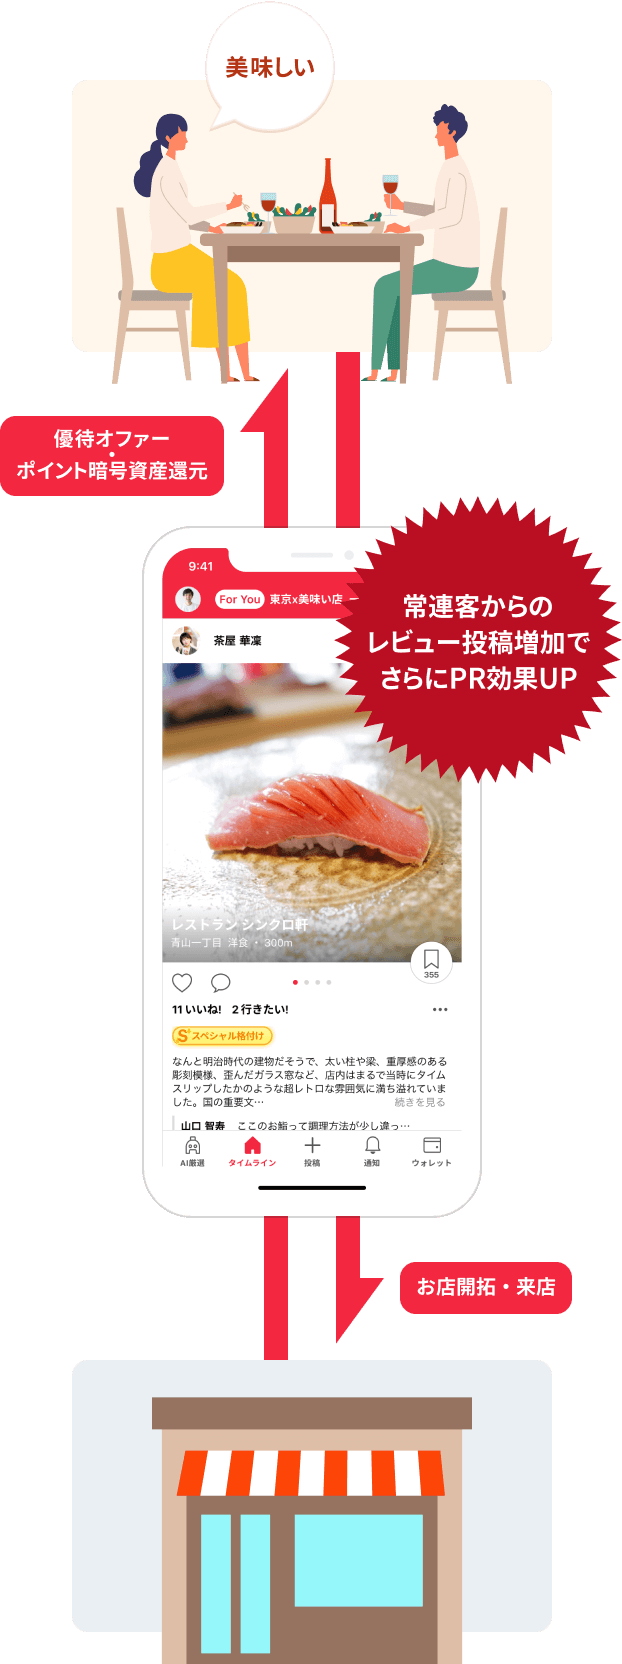 美味しい
優待オファー
・
ポイント暗号資産還元
9:41
For You 東京x美味い店
茶屋 華凜
常連客からの
レビュー投稿増加で
さらにPR効果UP
レストラン シンクロ軒
青山一丁目 洋食 ・ 300m
355
11 いいね! 2 行きたい!
S スペシャル格付け
なんと明治時代の建物だそうで、太い柱や梁、重厚感のある
彫刻模様、歪んだガラス窓など、店内はまるで当時にタイム
スリップしたかのような超レトロな雰囲気に満ち溢れていま
した。国の重要文… 続きを見る
山口 智寿 ここのお鮨って調理方法が少し違っ…
AI厳選 タイムライン 投稿 通知 ウォレット
お店開拓・来店